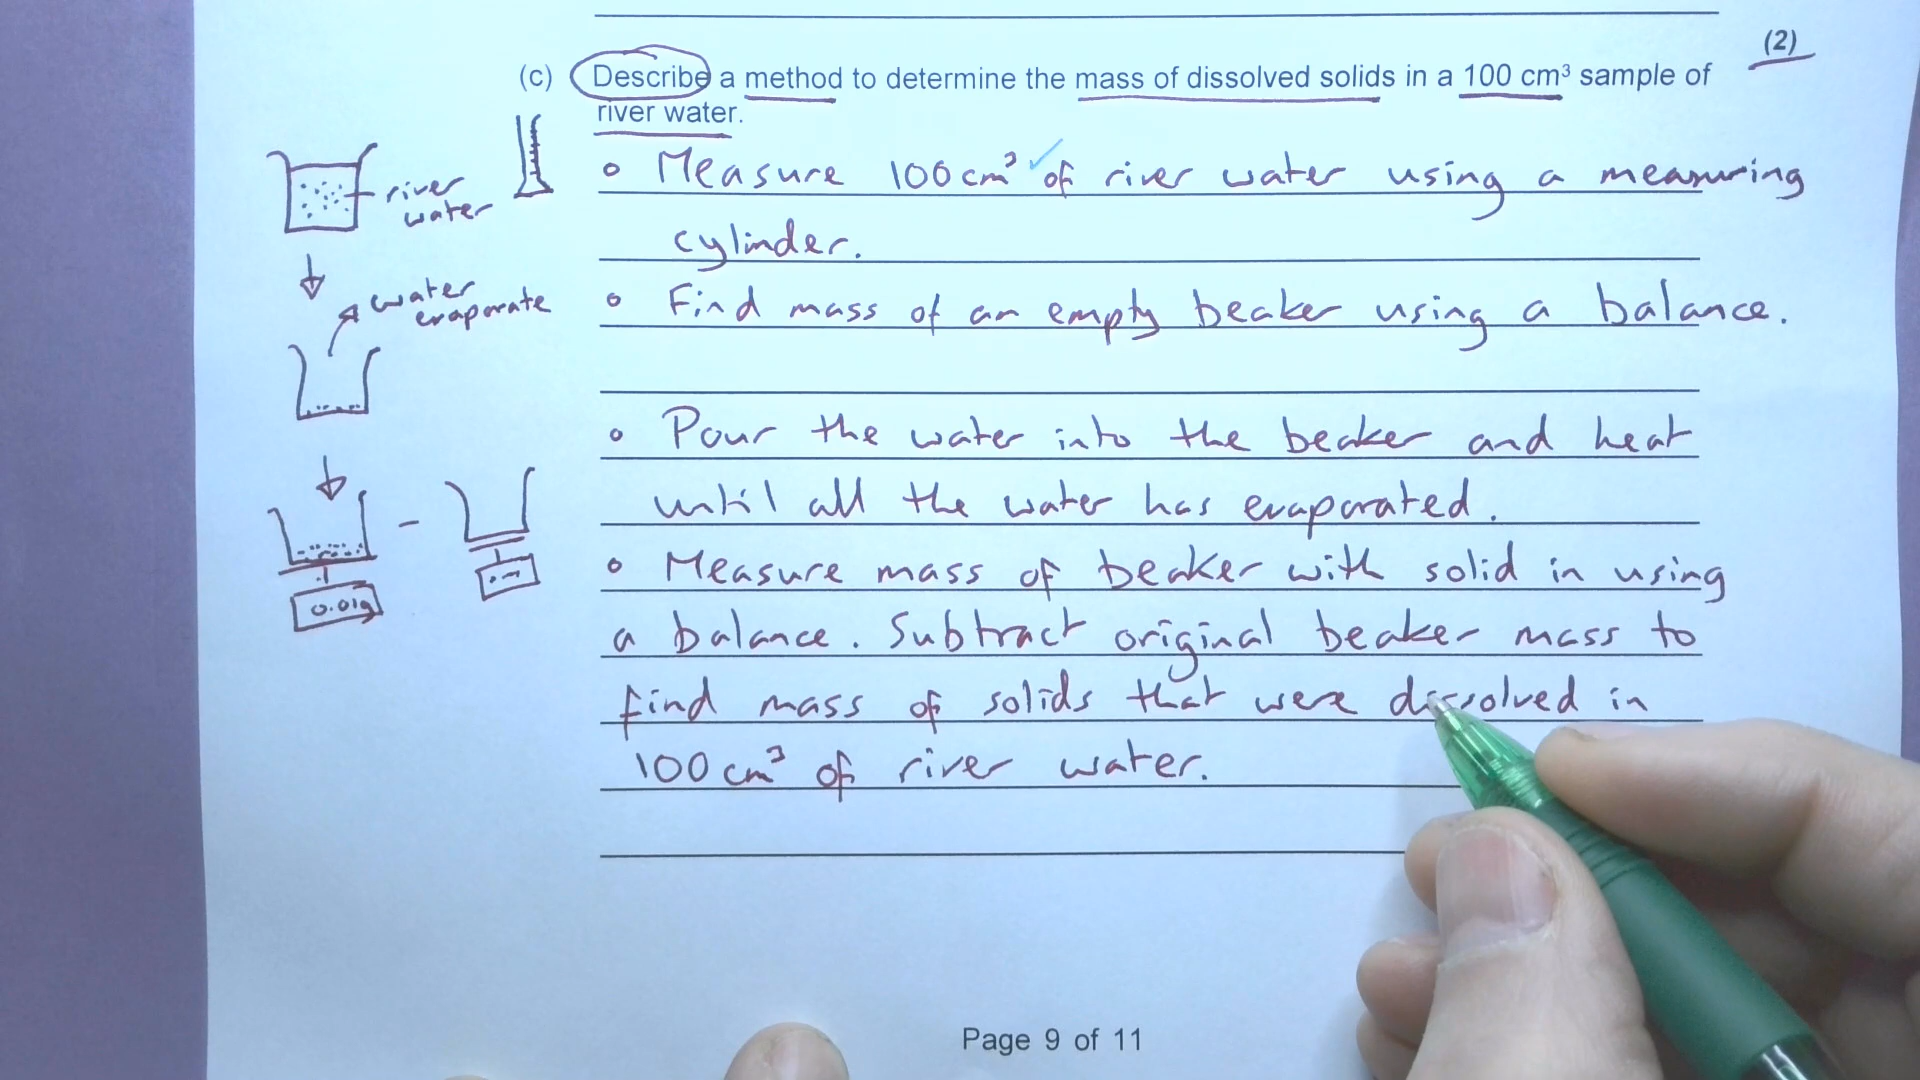 (2)
(c) Describe a method to determine the mass of dissolved solids in a 100 cm³ sample of
river water.
river
water
water
evaporate
0.01g
• Measure 100cm³ of river water using a measuring
cylinder.
• Find mass of an empty beaker using a balance.
• Pour the water into the beaker and heat
until all the water has evaporated.
• Measure mass of beaker with solid in using
a balance. Subtract original beaker mass to
find mass of solids that were dissolved in
100cm³ of river water.
Page 9 of 11